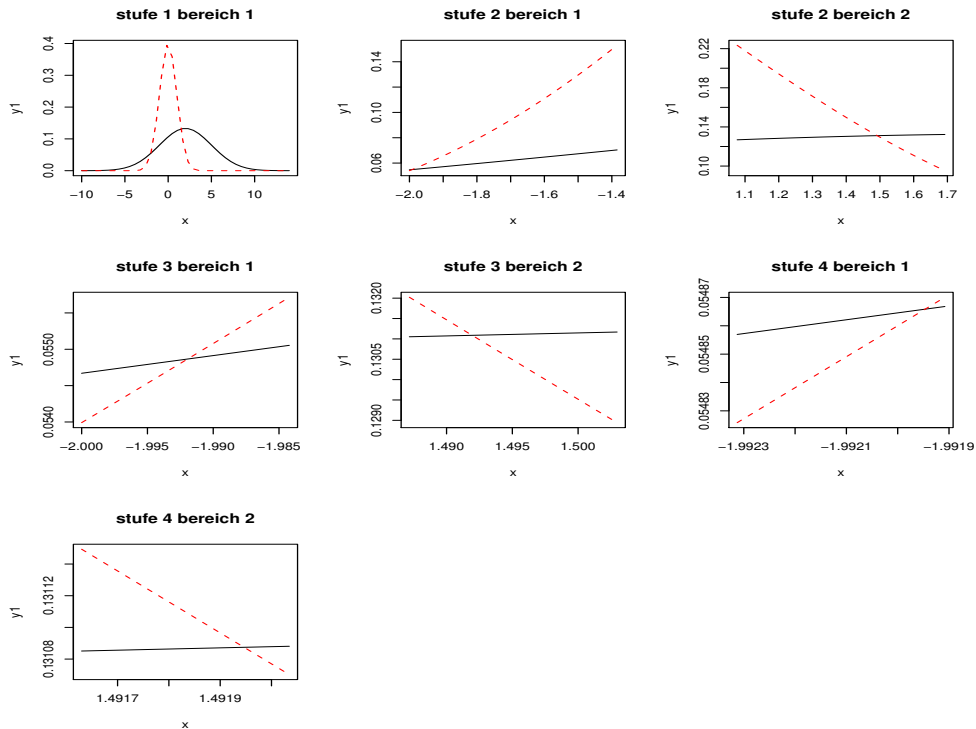 stufe 1 bereich 1
y1
0.0 0.1 0.2 0.3 0.4
-10 -5 0 5 10
x
stufe 2 bereich 1
y1
0.06 0.10 0.14
-2.0 -1.8 -1.6 -1.4
x
stufe 2 bereich 2
y1
0.10 0.14 0.18 0.22
1.1 1.2 1.3 1.4 1.5 1.6 1.7
x
stufe 3 bereich 1
y1
0.0540 0.0550
-2.000 -1.995 -1.990 -1.985
x
stufe 3 bereich 2
y1
0.1290 0.1305 0.1320
1.490 1.495 1.500
x
stufe 4 bereich 1
y1
0.05483 0.05485 0.05487
-1.9923 -1.9921 -1.9919
x
stufe 4 bereich 2
y1
0.13108 0.13112
1.4917 1.4919
x